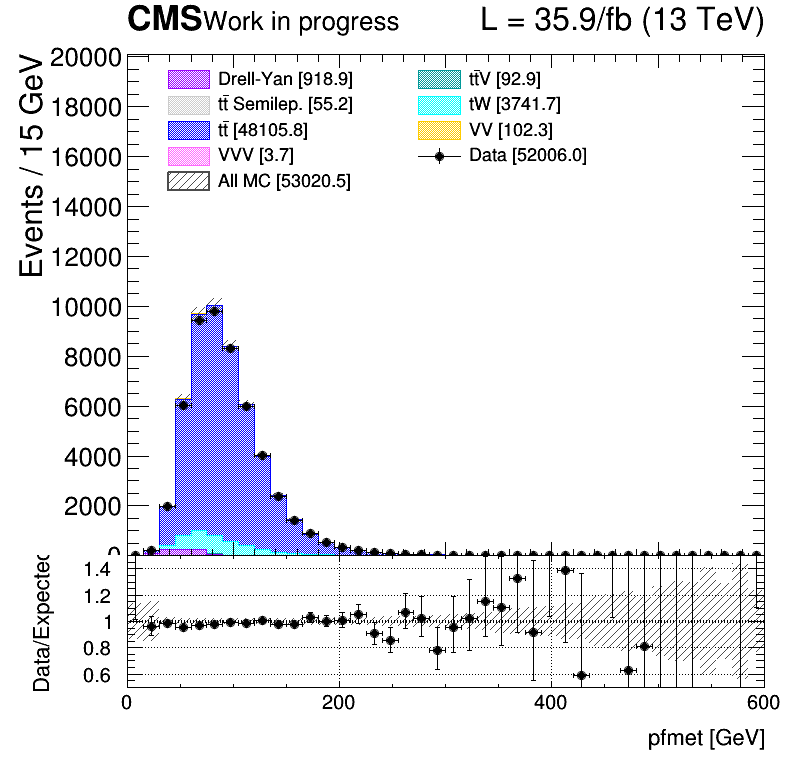 CMS Work in progress L = 35.9/fb (13 TeV)
Events / 15 GeV
20000
18000
16000
14000
12000
10000
8000
6000
4000
2000
0
Drell-Yan [918.9]
tt̄ Semilep. [55.2]
tt̄ [48105.8]
VVV [3.7]
All MC [53020.5]
tt̄V [92.9]
tW [3741.7]
VV [102.3]
Data [52006.0]
Data/Expected
1.4
1.2
1
0.8
0.6
0 200 400 600
pfmet [GeV]